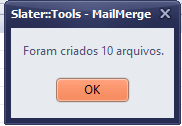 Slater::Tools - MailMerge
Foram criados 10 arquivos.
OK